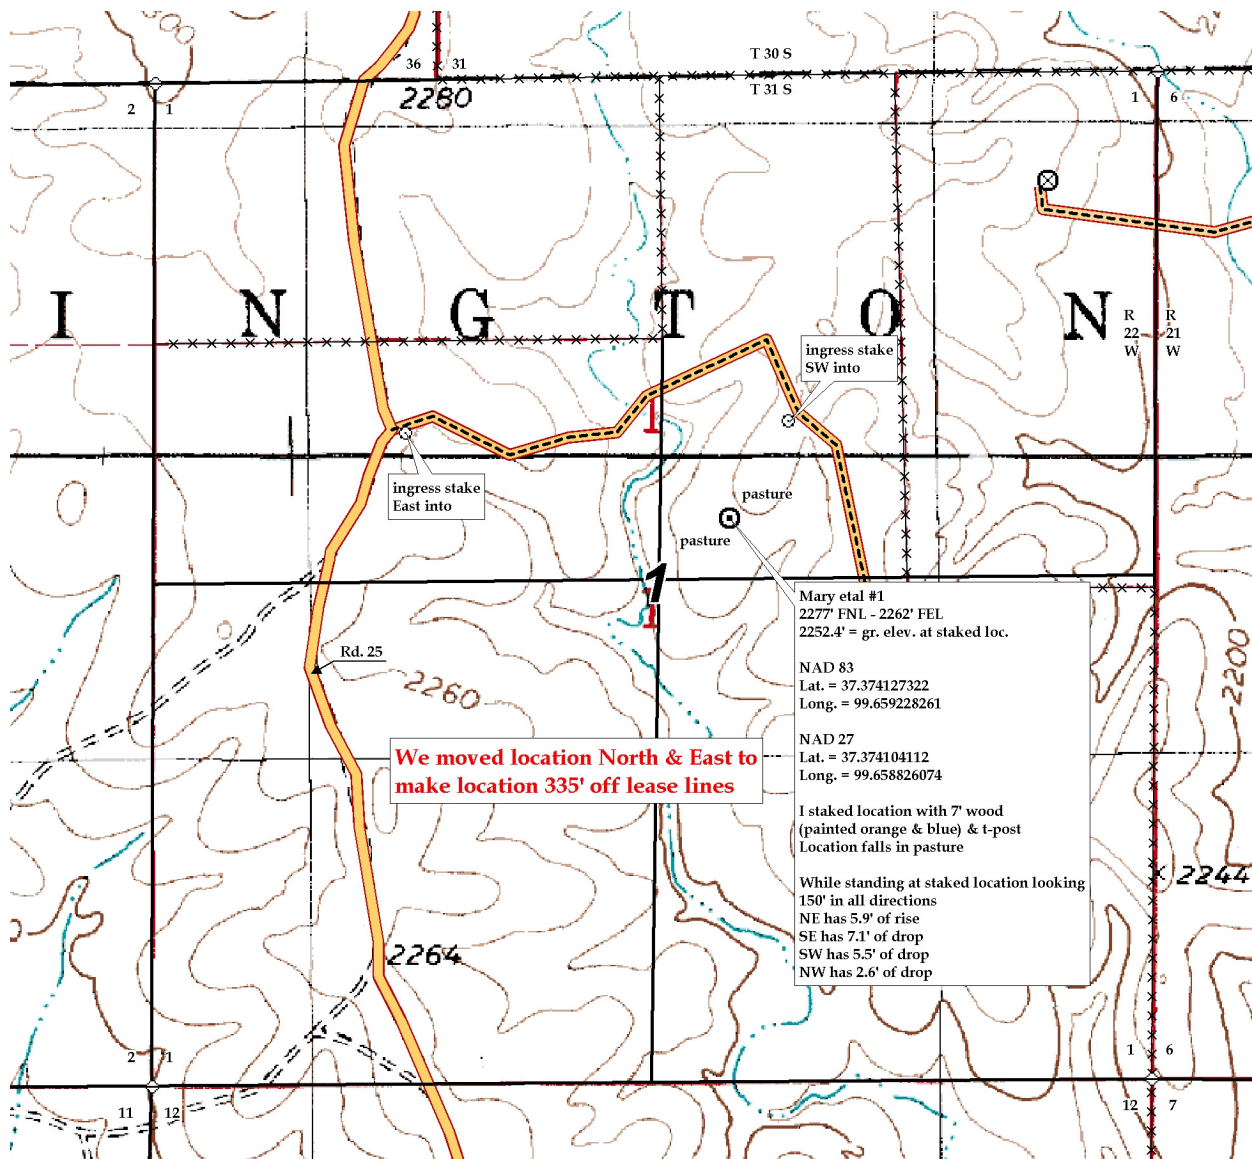 500
T 30 S
T 31 S
36
31
2280
2
1
1
6
I N G T O N
R
22
W
R
21
W
ingress stake
SW into
ingress stake
East into
pasture
pasture
1
1
1
Mary etal #1
2277' FNL - 2262' FEL
2252.4' = gr. elev. at staked loc.
NAD 83
Lat. = 37.374127322
Long. = 99.659228261
NAD 27
Lat. = 37.374104112
Long. = 99.658826074
I staked location with 7' wood
(painted orange & blue) & t-post
Location falls in pasture
While standing at staked location looking
150' in all directions
NE has 5.9' of rise
SE has 7.1' of drop
SW has 5.5' of drop
NW has 2.6' of drop
Rd. 25
2260
2200
We moved location North & East to
make location 335' off lease lines
2244
2264
2
1
1
6
11
12
12
7